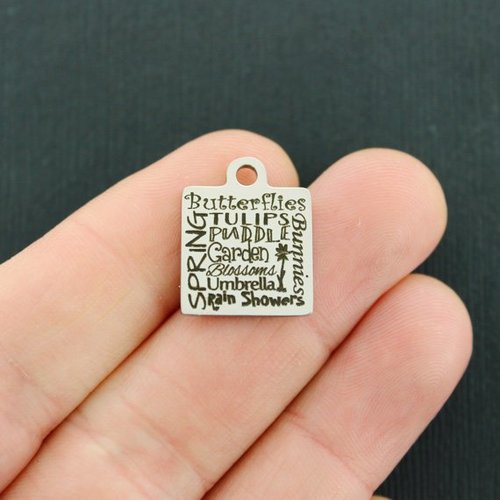 Butterflies
SPRING
TULIPS
PUDDLE
Garden
Blossoms
Umbrella
Rain Showers
Bunnies